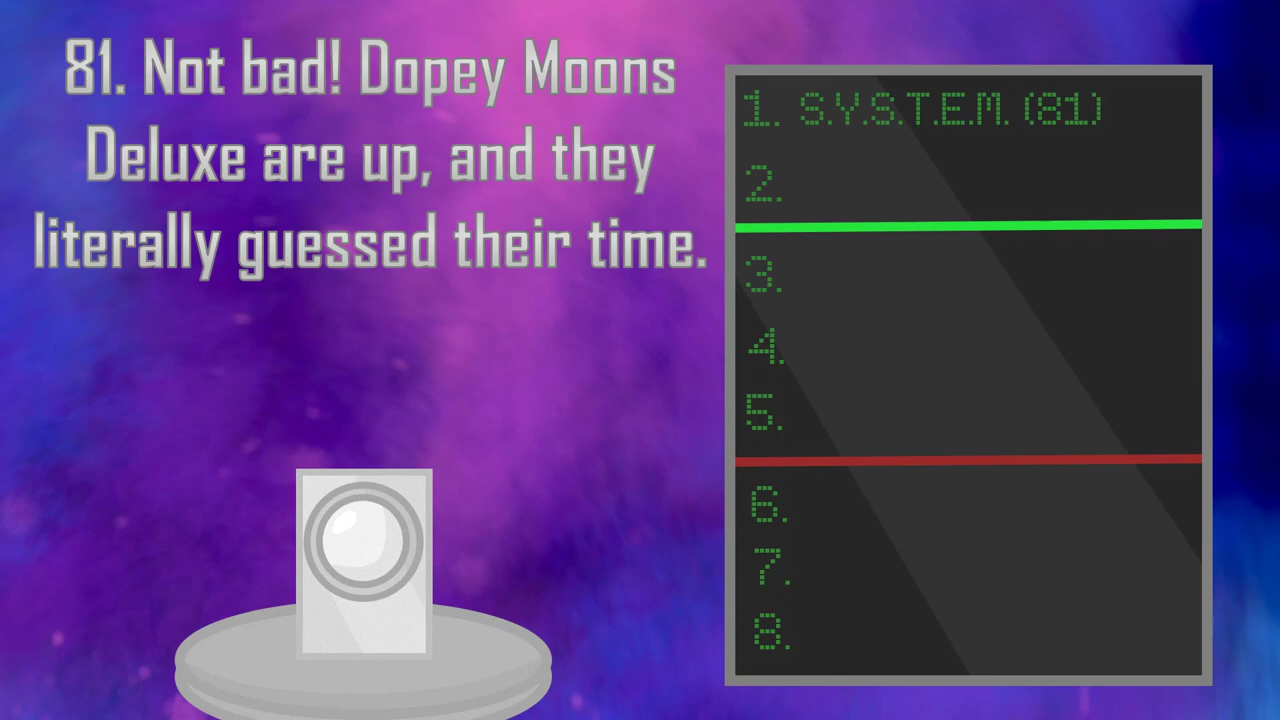 81. Not bad! Dopey Moons
Deluxe are up, and they
literally guessed their time.
1. S.Y.S.T.E.M. (81)
2.
3.
4.
5.
6.
7.
8.